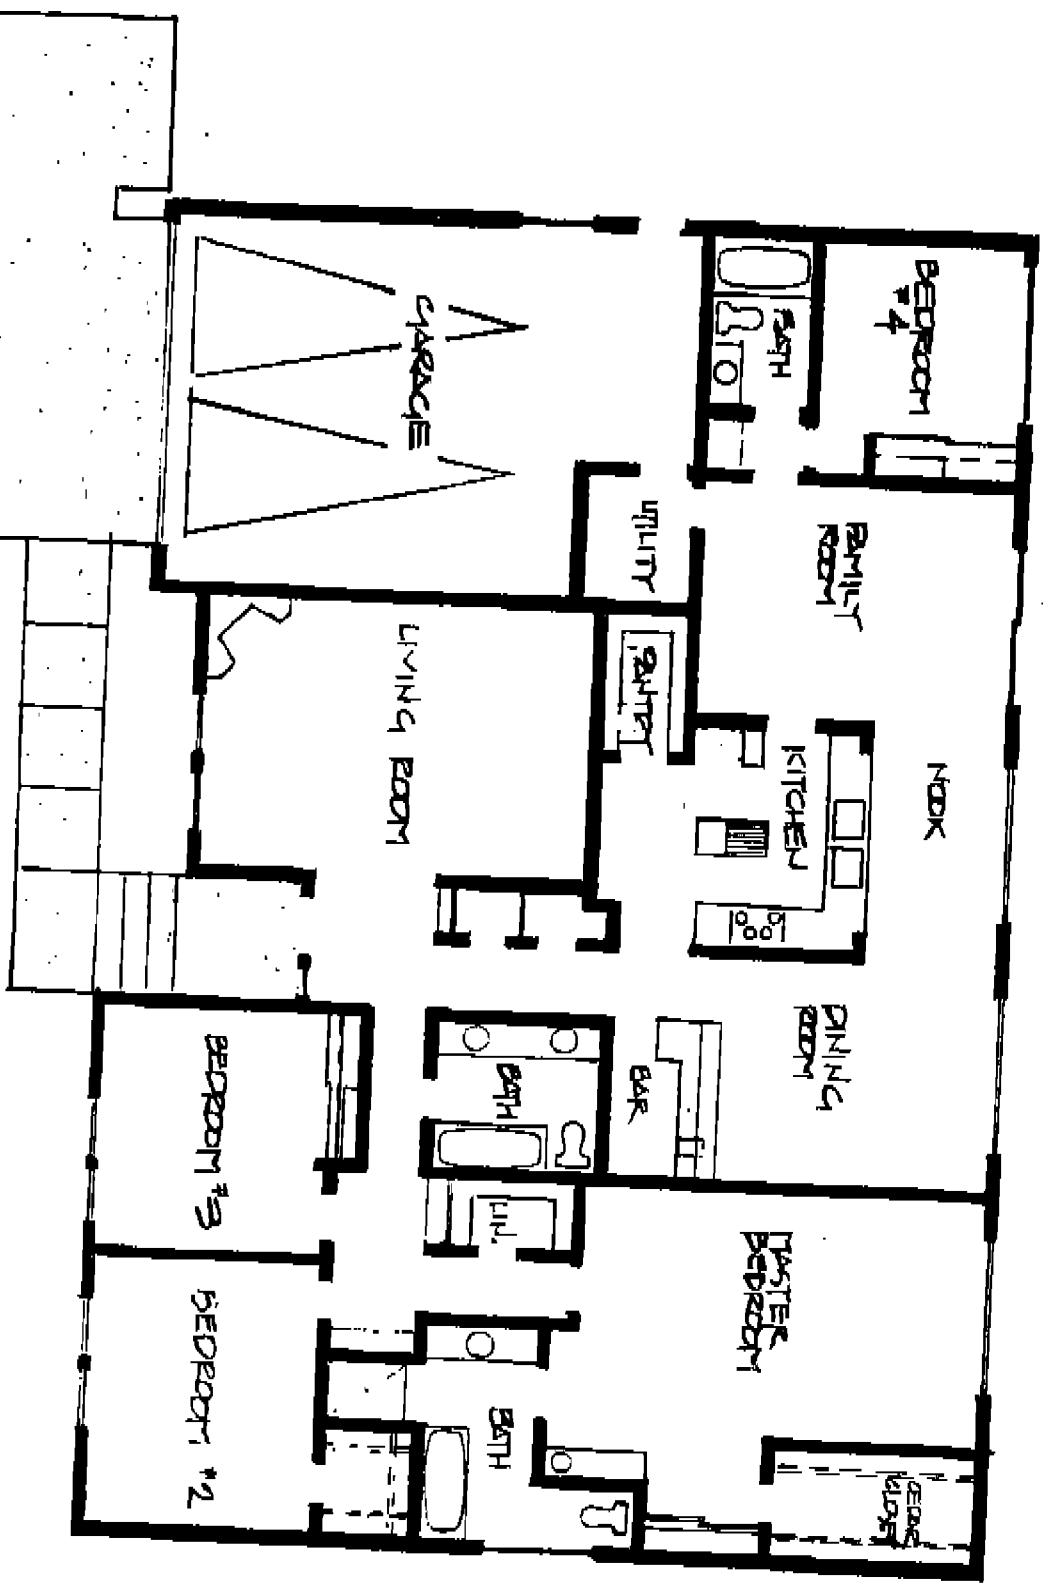 BEDROOM
#4
BATH
GARAGE
FAMILY
ROOM
UTILITY
LIVING ROOM
PANTRY
KITCHEN
NOOK
DINING
ROOM
BAR
BATH
BEDROOM #3
LIN.
MASTER
BEDROOM
BEDROOM #2
BATH
CEDAR
CLOSET